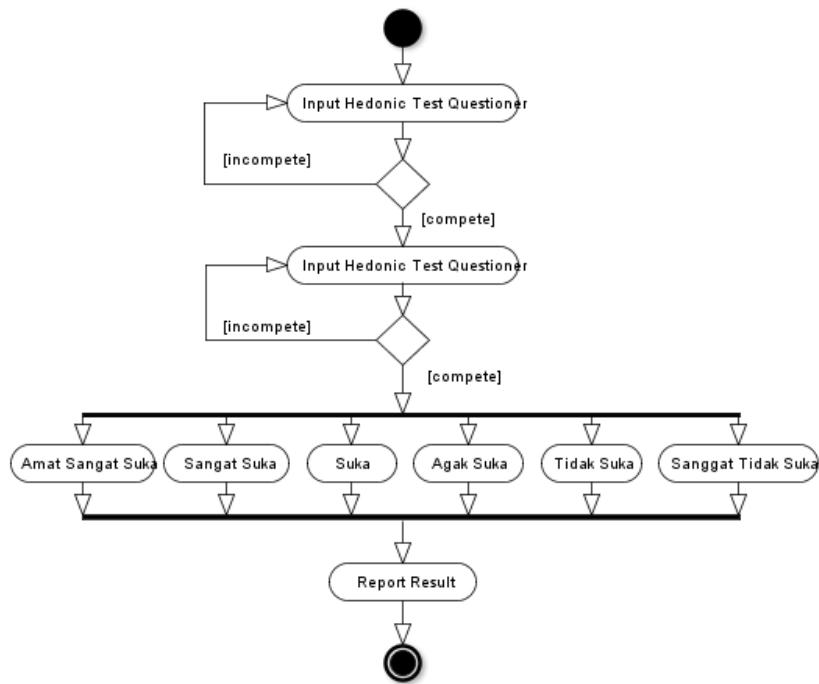 Input Hedonic Test Questioner
[incompete]
[compete]
Input Hedonic Test Questioner
[incompete]
[compete]
Amat Sangat Suka
Sangat Suka
Suka
Agak Suka
Tidak Suka
Sanggat Tidak Suka
Report Result